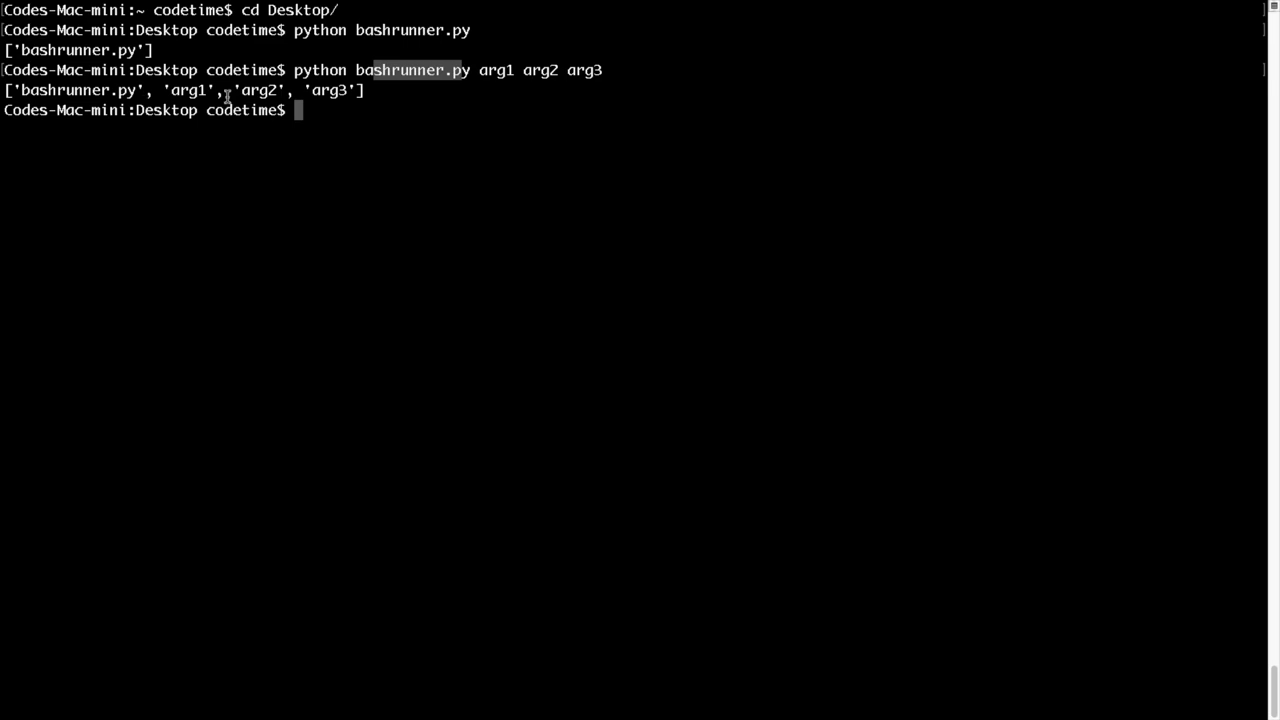 [Codes-Mac-mini:~ codetime$ cd Desktop/ ]
[Codes-Mac-mini:Desktop codetime$ python bashrunner.py ]
['bashrunner.py']
[Codes-Mac-mini:Desktop codetime$ python bashrunner.py arg1 arg2 arg3 ]
['bashrunner.py', 'arg1', 'arg2', 'arg3']
Codes-Mac-mini:Desktop codetime$